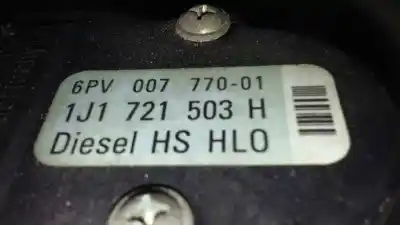 6PV 007 770-01
1J1 721 503 H
Diesel HS HLO